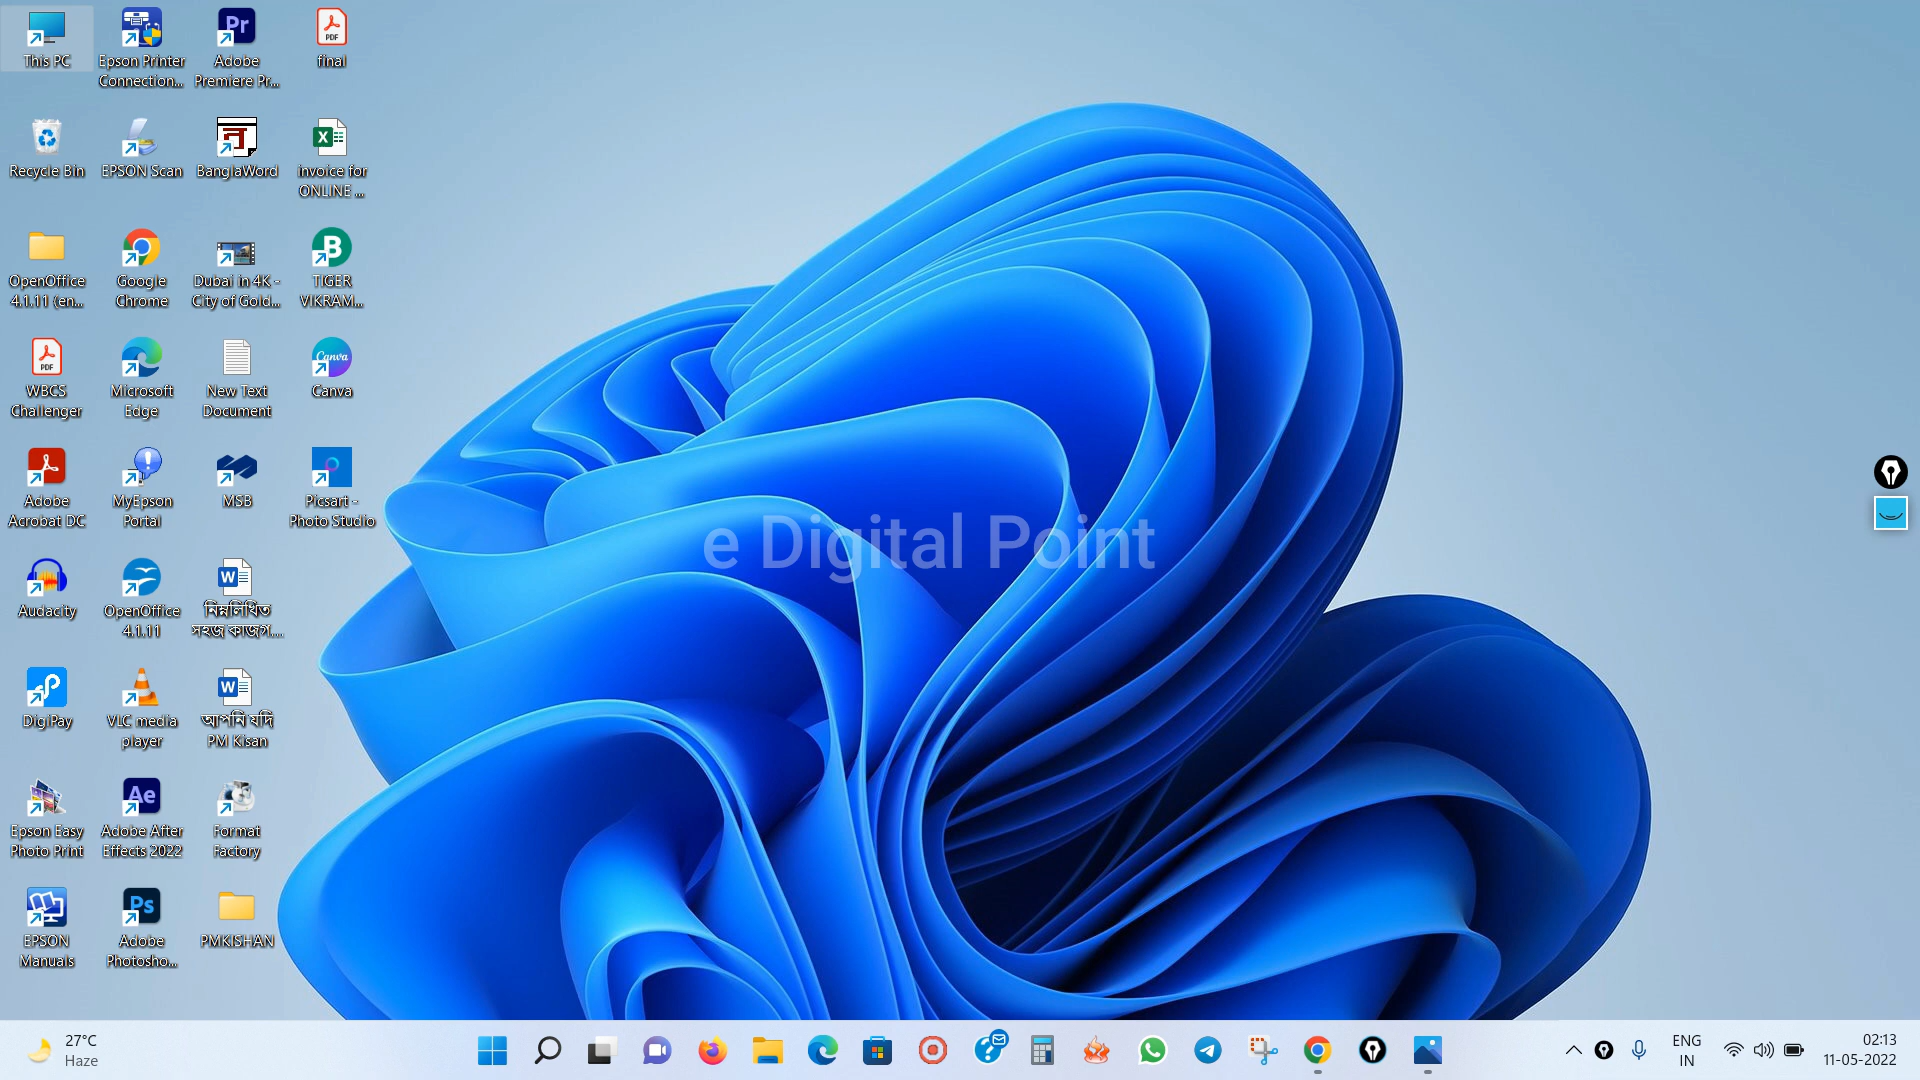 This PC
Epson Printer
Connection...
Adobe
Premiere Pr...
final
Recycle Bin
EPSON Scan
BanglaWord
invoice for
ONLINE ...
OpenOffice
4.1.11 (en...
Google
Chrome
Dubai in 4K -
City of Gold...
TIGER
VIKRAM...
WBCS
Challenger
Microsoft
Edge
New Text
Document
Canva
Adobe
Acrobat DC
MyEpson
Portal
MSB
Picsart -
Photo Studio
e Digital Point
Audacity
OpenOffice
4.1.11
নিম্নলিখিত
সহজ কাজগ....
DigiPay
VLC media
player
আপনি যদি
PM Kisan
Epson Easy
Photo Print
Adobe After
Effects 2022
Format
Factory
EPSON
Manuals
Adobe
Photosho...
PMKISHAN
27°C
Haze
ENG
IN
02:13
11-05-2022